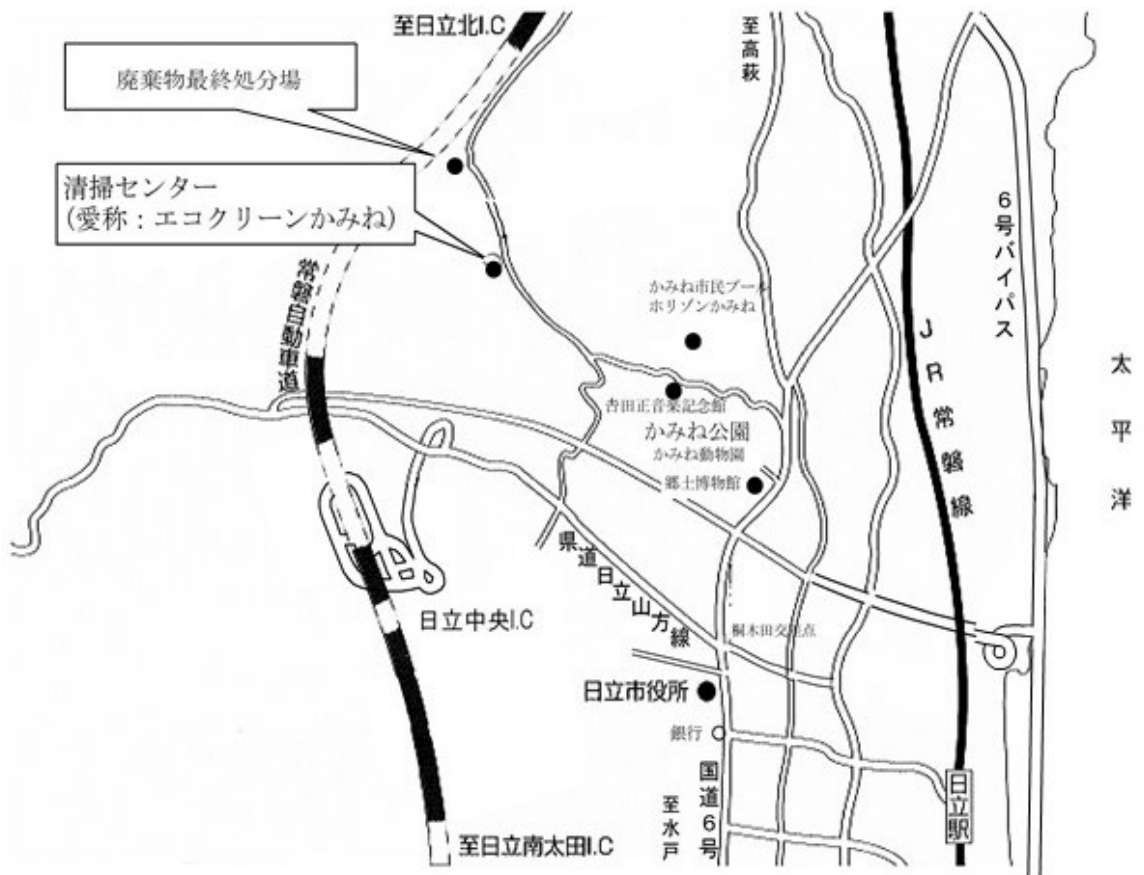 至日立北I.C
至高萩
廃棄物最終処分場
清掃センター
(愛称：エコクリーンかみね)
6号バイパス
常磐自動車道
かみね市民プール
ホリゾンかみね
JR常磐線
太平洋
吉田正音楽記念館
かみね公園
かみね動物園
郷土博物館
県道日立山方線
日立中央I.C
桐木田交差点
日立市役所
銀行
国道6号
日立駅
至水戸
至日立南太田I.C